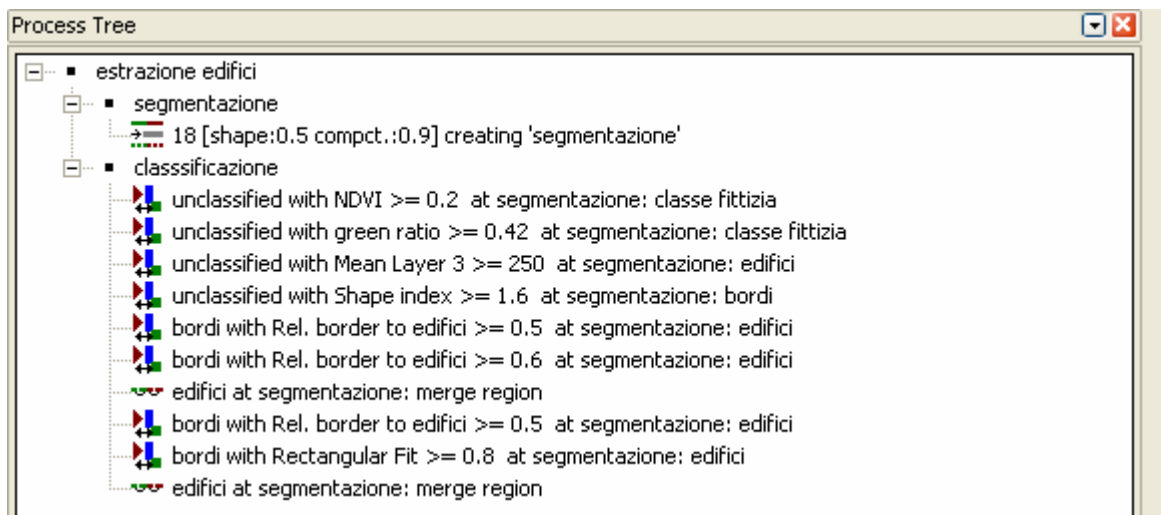 Process Tree
estrazione edifici
segmentazione
18 [shape:0.5 compct.:0.9] creating 'segmentazione'
classsificazione
unclassified with NDVI >= 0.2 at segmentazione: classe fittizia
unclassified with green ratio >= 0.42 at segmentazione: classe fittizia
unclassified with Mean Layer 3 >= 250 at segmentazione: edifici
unclassified with Shape index >= 1.6 at segmentazione: bordi
bordi with Rel. border to edifici >= 0.5 at segmentazione: edifici
bordi with Rel. border to edifici >= 0.6 at segmentazione: edifici
edifici at segmentazione: merge region
bordi with Rel. border to edifici >= 0.5 at segmentazione: edifici
bordi with Rectangular Fit >= 0.8 at segmentazione: edifici
edifici at segmentazione: merge region